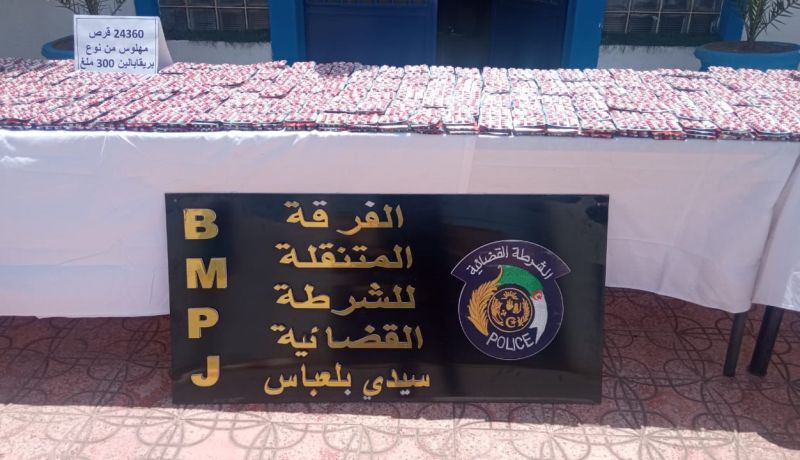 24360 قرص
مهلوس من نوع
بريقابالين 300 ملغ
BMPJ
الفرقة
المتنقلة
للشرطة
القضائية
سيدي بلعباس
الشرطة القضائية
POLICE